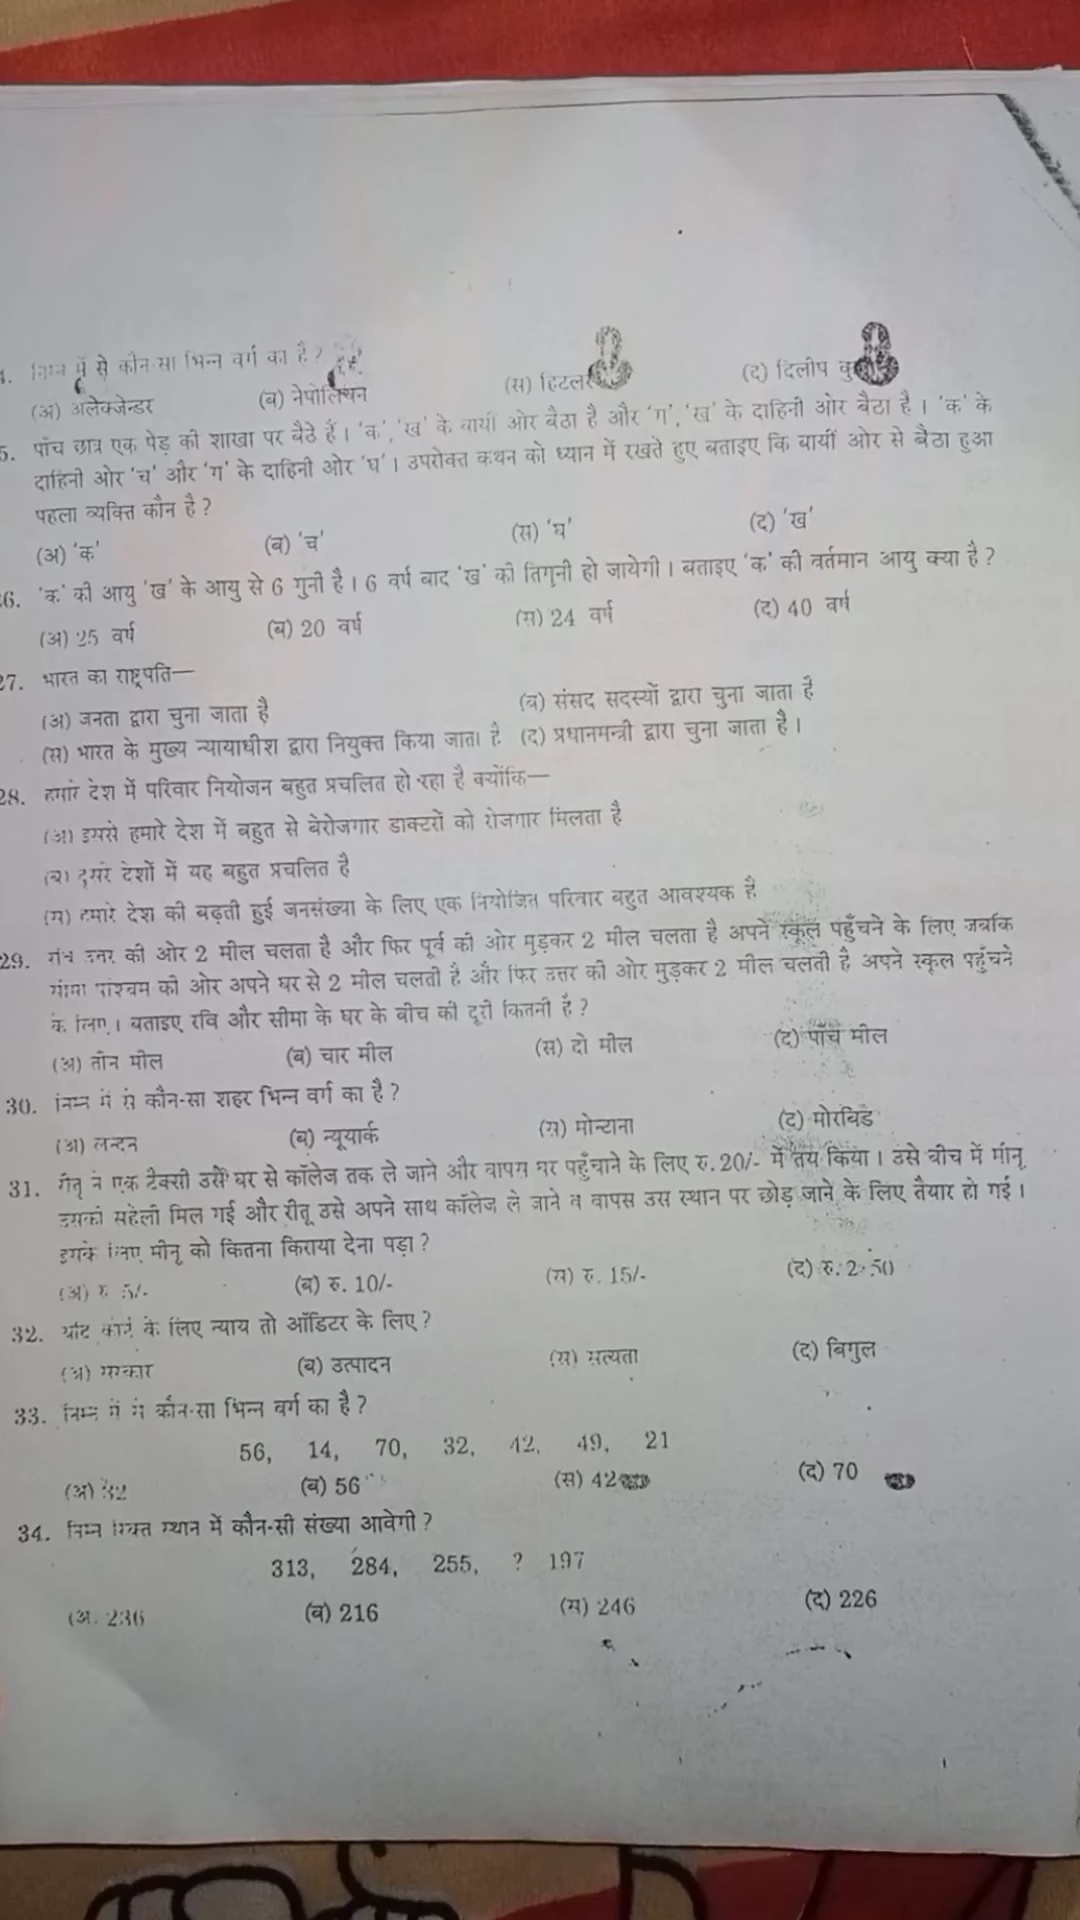 4. निम्न में से कौन सा भिन्न वर्ग का है ?
(अ) अलेक्जेन्डर (ब) नेपोलियन (स) हिटलर (द) दिलीप
5. पाँच छात्र एक पेड़ की शाखा पर बैठे हैं । 'क', 'ख' के बायीं ओर बैठा है और 'ग', 'ख' के दाहिनी ओर बैठा है । 'क' के
दाहिनी ओर 'च' और 'ग' के दाहिनी ओर 'घ' । उपरोक्त कथन को ध्यान में रखते हुए बताइए कि बायीं ओर से बैठा हुआ
पहला व्यक्ति कौन है ?
(अ) 'क' (ब) 'च' (स) 'घ' (द) 'ख'
26. 'क' की आयु 'ख' के आयु से 6 गुनी है । 6 वर्ष बाद 'ख' की तिगुनी हो जायेगी । बताइए 'क' की वर्तमान आयु क्या है ?
(अ) 25 वर्ष (ब) 20 वर्ष (स) 24 वर्ष (द) 40 वर्ष
27. भारत का राष्ट्रपति—
(अ) जनता द्वारा चुना जाता है (ब) संसद सदस्यों द्वारा चुना जाता है
(स) भारत के मुख्य न्यायाधीश द्वारा नियुक्त किया जाता है (द) प्रधानमन्त्री द्वारा चुना जाता है ।
28. हमारे देश में परिवार नियोजन बहुत प्रचलित हो रहा है क्योंकि—
(अ) इससे हमारे देश में बहुत से बेरोजगार डाक्टरों को रोजगार मिलता है
(ब) दूसरे देशों में यह बहुत प्रचलित है
(स) हमारे देश की बढ़ती हुई जनसंख्या के लिए एक नियोजित परिवार बहुत आवश्यक है
29. उत्तर की ओर 2 मील चलता है और फिर पूर्व की ओर मुड़कर 2 मील चलता है अपने स्कूल पहुँचने के लिए जबकि
सीमा पश्चिम की ओर अपने घर से 2 मील चलती है और फिर उत्तर की ओर मुड़कर 2 मील चलती है अपने स्कूल पहुँचने
के लिए । बताइए रवि और सीमा के घर के बीच की दूरी कितनी है ?
(अ) तीन मील (ब) चार मील (स) दो मील (द) पाँच मील
30. निम्न में से कौन-सा शहर भिन्न वर्ग का है ?
(अ) लन्दन (ब) न्यूयार्क (स) मोन्टाना (द) मोरबिड
31. रीतू ने एक टैक्सी उसे घर से कॉलेज तक ले जाने और वापस घर पहुँचाने के लिए रु. 20/- में तय किया । उसे बीच में मीनू
उसकी सहेली मिल गई और रीतू उसे अपने साथ कॉलेज ले जाने व वापस उस स्थान पर छोड़ जाने के लिए तैयार हो गई ।
इसके लिए मीनू को कितना किराया देना पड़ा ?
(अ) रु 5/- (ब) रु. 10/- (स) रु. 15/- (द) रु. 2.50
32. यदि कोर्ट के लिए न्याय तो ऑडिटर के लिए ?
(अ) सरकार (ब) उत्पादन (स) सत्यता (द) बिगुल
33. निम्न में से कौन-सा भिन्न वर्ग का है ?
56, 14, 70, 32, 42, 49, 21
(अ) 32 (ब) 56 (स) 42 (द) 70
34. निम्न रिक्त स्थान में कौन-सी संख्या आवेगी ?
313, 284, 255, ? 197
(अ. 236 (ब) 216 (स) 246 (द) 226